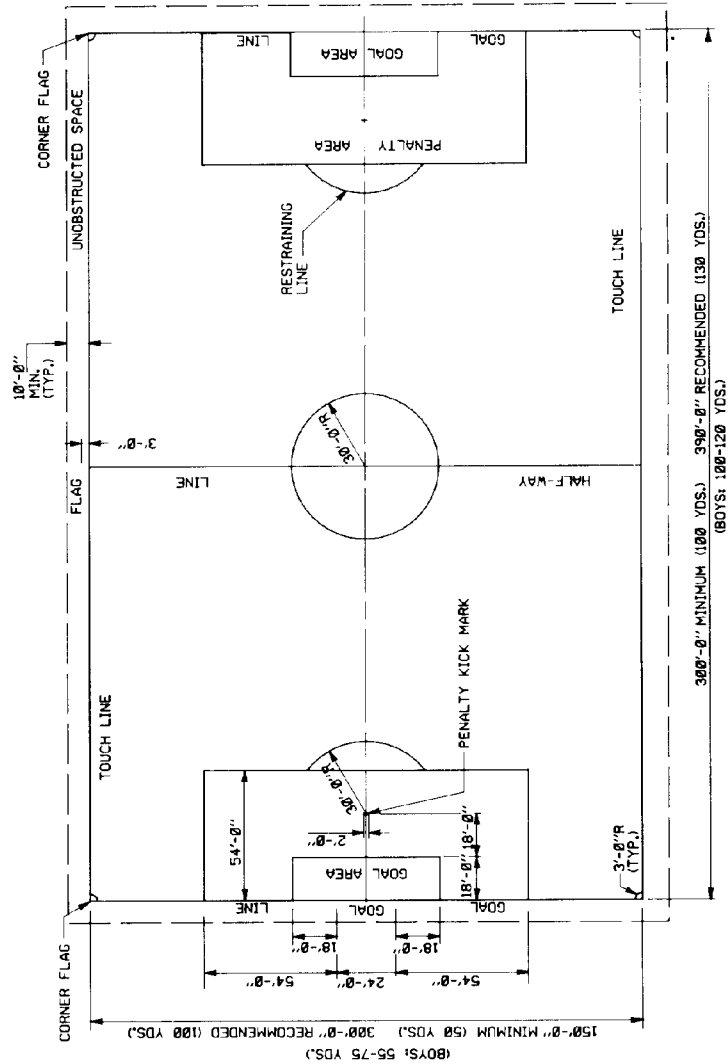 CORNER FLAG
UNOBSTRUCTED SPACE
10'-0"
MIN.
(TYP.)
3'-0"
FLAG
TOUCH LINE
CORNER FLAG
LINE
GOAL AREA
GOAL
PENALTY AREA
RESTRAINING
LINE
LINE
30'-0"R
HALF-WAY
TOUCH LINE
54'-0"
30'-0"R
2'-0"
PENALTY KICK MARK
18'-0"
18'-0"
GOAL AREA
3'-0"R
(TYP.)
LINE
GOAL
GOAL
18'-0"
18'-0"
54'-0"
24'-0"
54'-0"
150'-0" MINIMUM (50 YDS.) 300'-0" RECOMMENDED (100 YDS.)
(BOYS: 55-75 YDS.)
300'-0" MINIMUM (100 YDS.) 390'-0" RECOMMENDED (130 YDS.)
(BOYS: 100-120 YDS.)